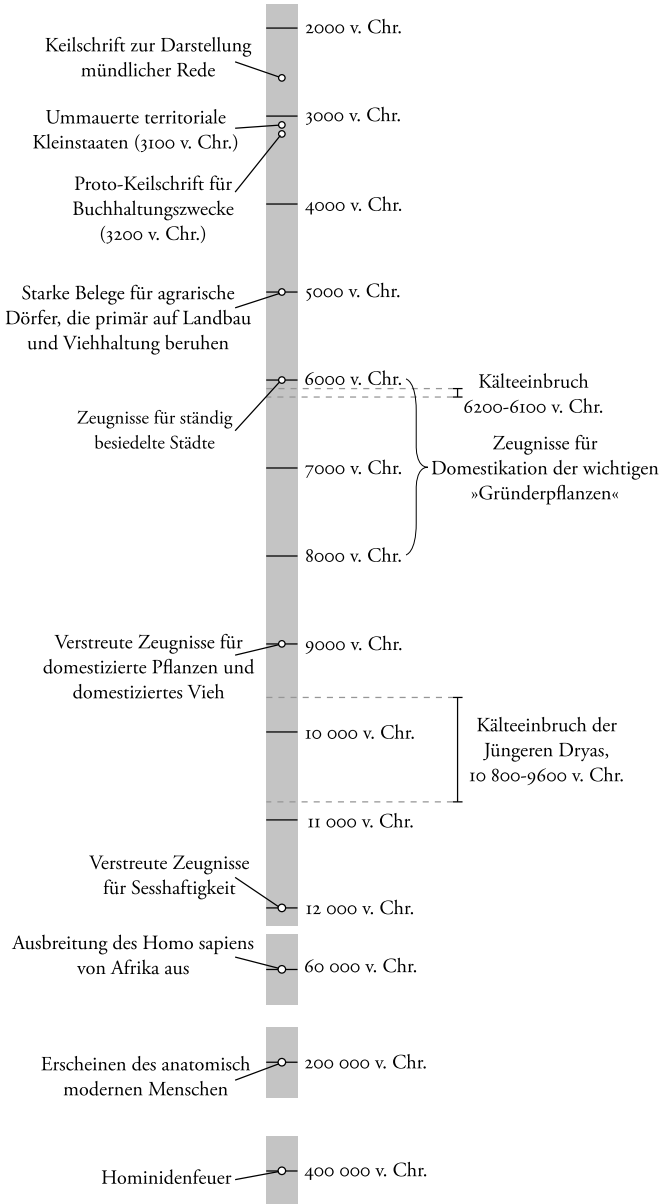 2000 v. Chr.
Keilschrift zur Darstellung
mündlicher Rede
3000 v. Chr.
Ummauerte territoriale
Kleinstaaten (3100 v. Chr.)
Proto-Keilschrift für
Buchhaltungszwecke
(3200 v. Chr.)
4000 v. Chr.
5000 v. Chr.
Starke Belege für agrarische
Dörfer, die primär auf Landbau
und Viehhaltung beruhen
6000 v. Chr.
Kälteeinbruch
6200-6100 v. Chr.
Zeugnisse für ständig
besiedelte Städte
Zeugnisse für
Domestikation der wichtigen
»Gründerpflanzen«
7000 v. Chr.
8000 v. Chr.
9000 v. Chr.
Verstreute Zeugnisse für
domestizierte Pflanzen und
domestiziertes Vieh
10 000 v. Chr.
Kälteeinbruch der
Jüngeren Dryas,
10 800-9600 v. Chr.
11 000 v. Chr.
Verstreute Zeugnisse
für Sesshaftigkeit
12 000 v. Chr.
Ausbreitung des Homo sapiens
von Afrika aus
60 000 v. Chr.
Erscheinen des anatomisch
modernen Menschen
200 000 v. Chr.
Hominidenfeuer
400 000 v. Chr.